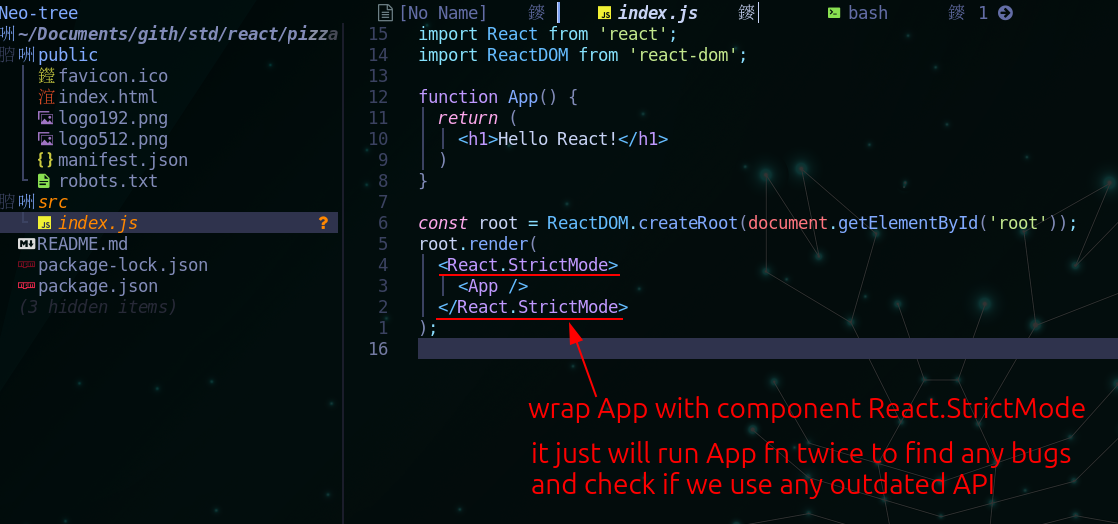 Neo-tree
~/Documents/gith/std/react/pizza
public
favicon.ico
index.html
logo192.png
logo512.png
manifest.json
robots.txt
src
index.js ?
README.md
package-lock.json
package.json
(3 hidden items)
[No Name] index.js bash 1
15 import React from 'react';
14 import ReactDOM from 'react-dom';
13
12 function App() {
11 return (
10 <h1>Hello React!</h1>
9 )
8 }
7
6 const root = ReactDOM.createRoot(document.getElementById('root'));
5 root.render(
4 <React.StrictMode>
3 <App />
2 </React.StrictMode>
1 );
16
wrap App with component React.StrictMode
it just will run App fn twice to find any bugs
and check if we use any outdated API